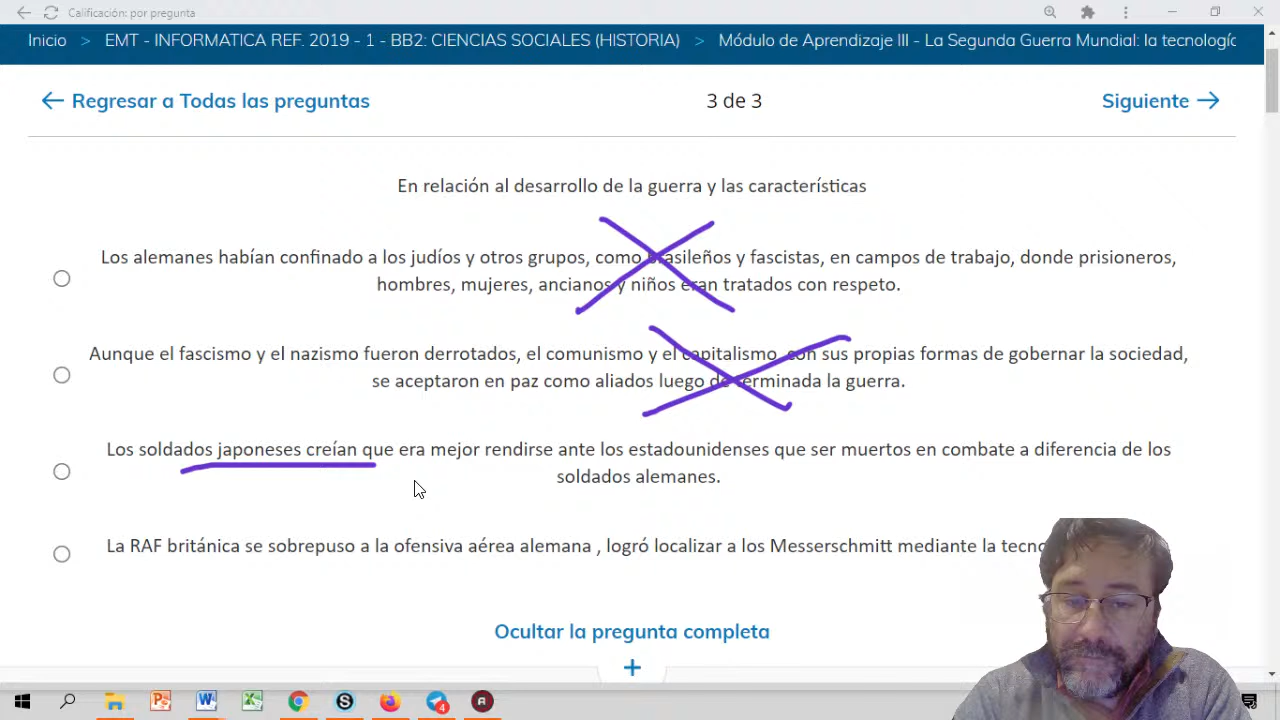 Calificación: por pregunta
Inicio > EMT - INFORMATICA REF. 2019 - 1 - BB2: CIENCIAS SOCIALES (HISTORIA) > Módulo de Aprendizaje III - La Segunda Guerra Mundial: la tecnologí
Regresar a Todas las preguntas
3 de 3
Siguiente
En relación al desarrollo de la guerra y las características
Los alemanes habían confinado a los judíos y otros grupos, como brasileños y fascistas, en campos de trabajo, donde prisioneros,
hombres, mujeres, ancianos y niños eran tratados con respeto.
Aunque el fascismo y el nazismo fueron derrotados, el comunismo y el capitalismo, con sus propias formas de gobernar la sociedad,
se aceptaron en paz como aliados luego de terminada la guerra.
Los soldados japoneses creían que era mejor rendirse ante los estadounidenses que ser muertos en combate a diferencia de los
soldados alemanes.
La RAF británica se sobrepuso a la ofensiva aérea alemana , logró localizar a los Messerschmitt mediante la
Ocultar la pregunta completa
4